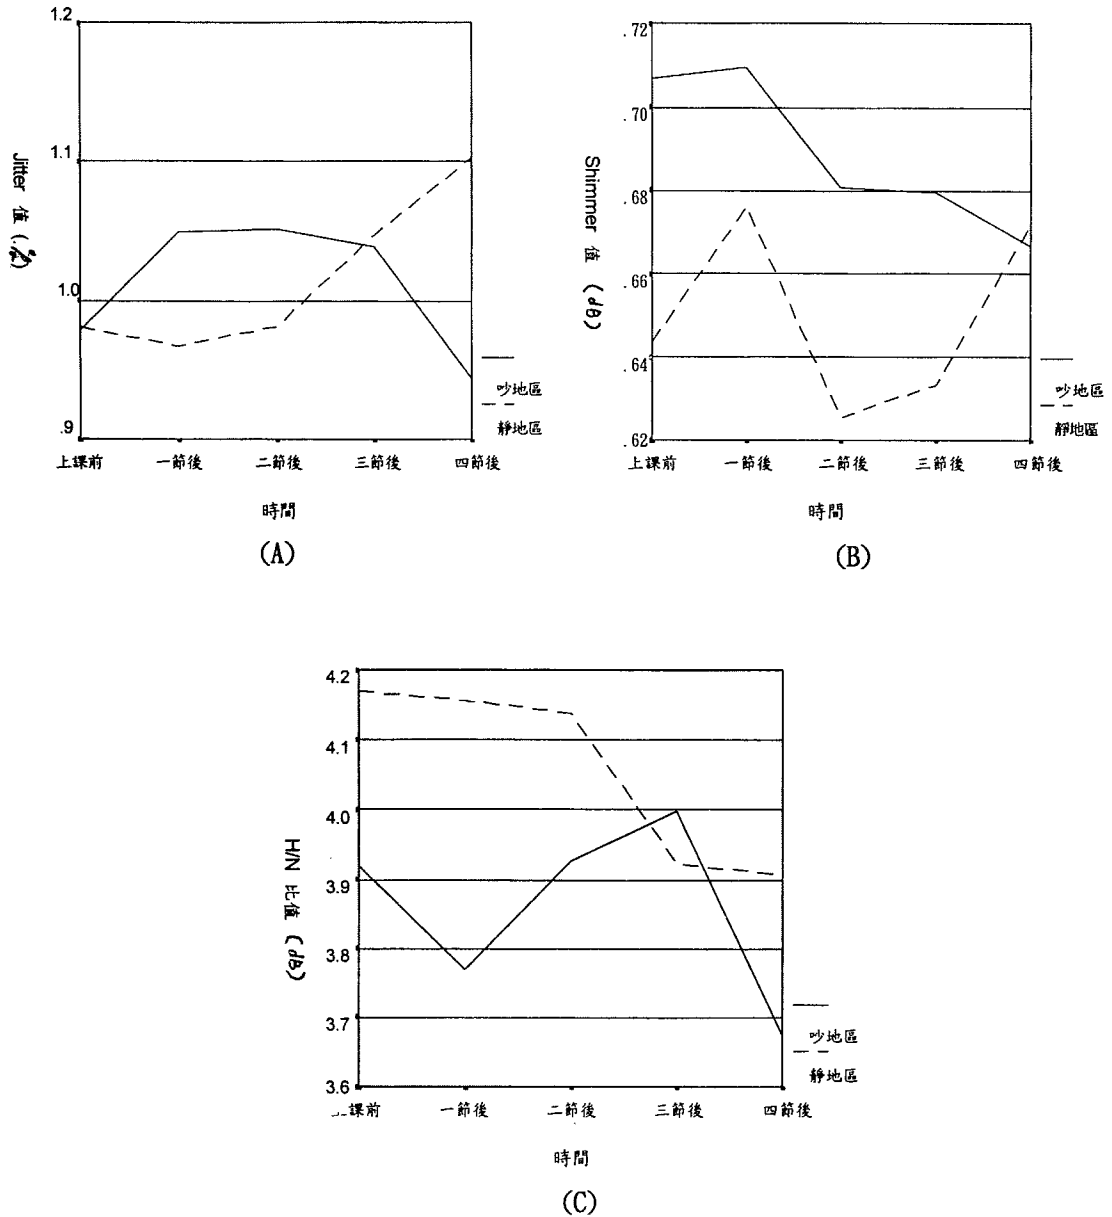 1.2
1.1
1.0
.9
Jitter 值 (%)
上課前 一節後 二節後 三節後 四節後
時間
吵地區
靜地區
(A)
.72
.70
.68
.66
.64
.62
Shimmer 值 (dB)
上課前 一節後 二節後 三節後 四節後
時間
吵地區
靜地區
(B)
4.2
4.1
4.0
3.9
3.8
3.7
3.6
H/N 比值 (dB)
課前 一節後 二節後 三節後 四節後
時間
吵地區
靜地區
(C)